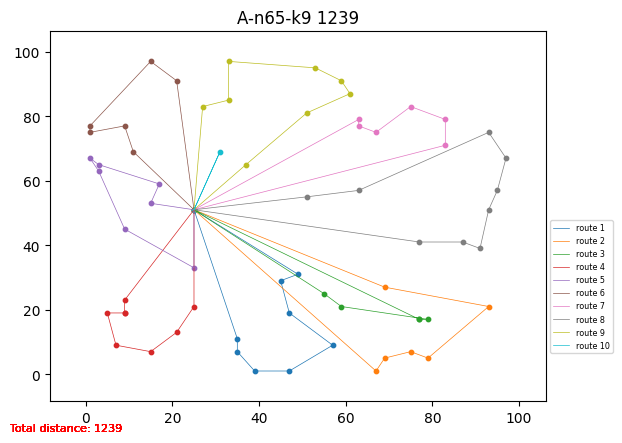 A-n65-k9 1239
100
80
60
40
20
0
0 20 40 60 80 100
route 1
route 2
route 3
route 4
route 5
route 6
route 7
route 8
route 9
route 10
Total distance: 1239